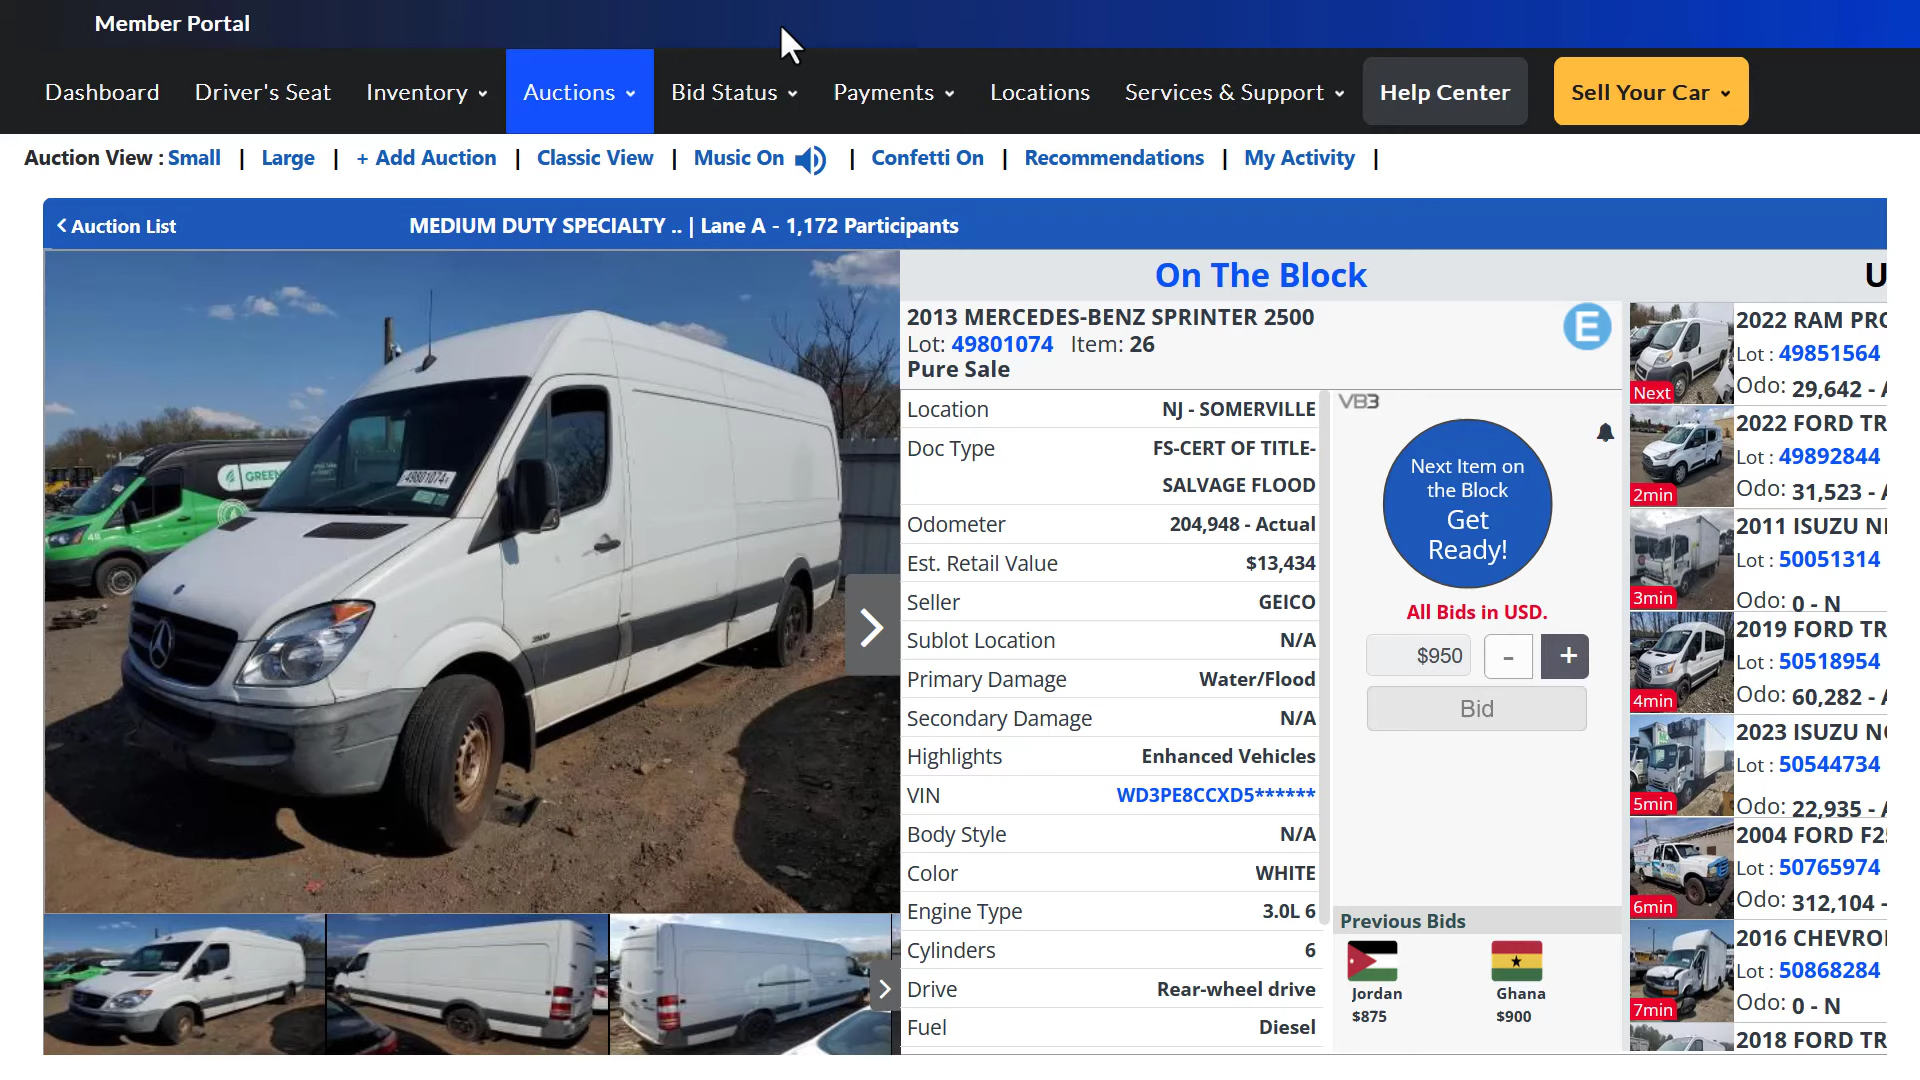 Member Portal
Dashboard Driver's Seat Inventory Auctions Bid Status Payments Locations Services & Support Help Center Sell Your Car
Auction View : Small | Large | + Add Auction | Classic View | Music On | Confetti On | Recommendations | My Activity |
Auction List
MEDIUM DUTY SPECIALTY .. | Lane A - 1,172 Participants
On The Block
2013 MERCEDES-BENZ SPRINTER 2500
Lot: 49801074 Item: 26
Pure Sale
E
Location NJ - SOMERVILLE
Doc Type FS-CERT OF TITLE-
SALVAGE FLOOD
Odometer 204,948 - Actual
Est. Retail Value $13,434
Seller GEICO
Sublot Location N/A
Primary Damage Water/Flood
Secondary Damage N/A
Highlights Enhanced Vehicles
VIN WD3PE8CCXD5******
Body Style N/A
Color WHITE
Engine Type 3.0L 6
Cylinders 6
Drive Rear-wheel drive
Fuel Diesel
VB3
Next Item on
the Block
Get
Ready!
All Bids in USD.
$950 - +
Bid
Previous Bids
Jordan
$875
Ghana
$900
U
2022 RAM PRO
Lot : 49851564
Odo: 29,642 - A
Next
2022 FORD TR
Lot : 49892844
Odo: 31,523 - A
2min
2011 ISUZU N
Lot : 50051314
Odo: 0 - N
3min
2019 FORD TR
Lot : 50518954
Odo: 60,282 - A
4min
2023 ISUZU N
Lot : 50544734
Odo: 22,935 - A
5min
2004 FORD F25
Lot : 50765974
Odo: 312,104 -
6min
2016 CHEVRO
Lot : 50868284
Odo: 0 - N
7min
2018 FORD TR
49801074
GREEN